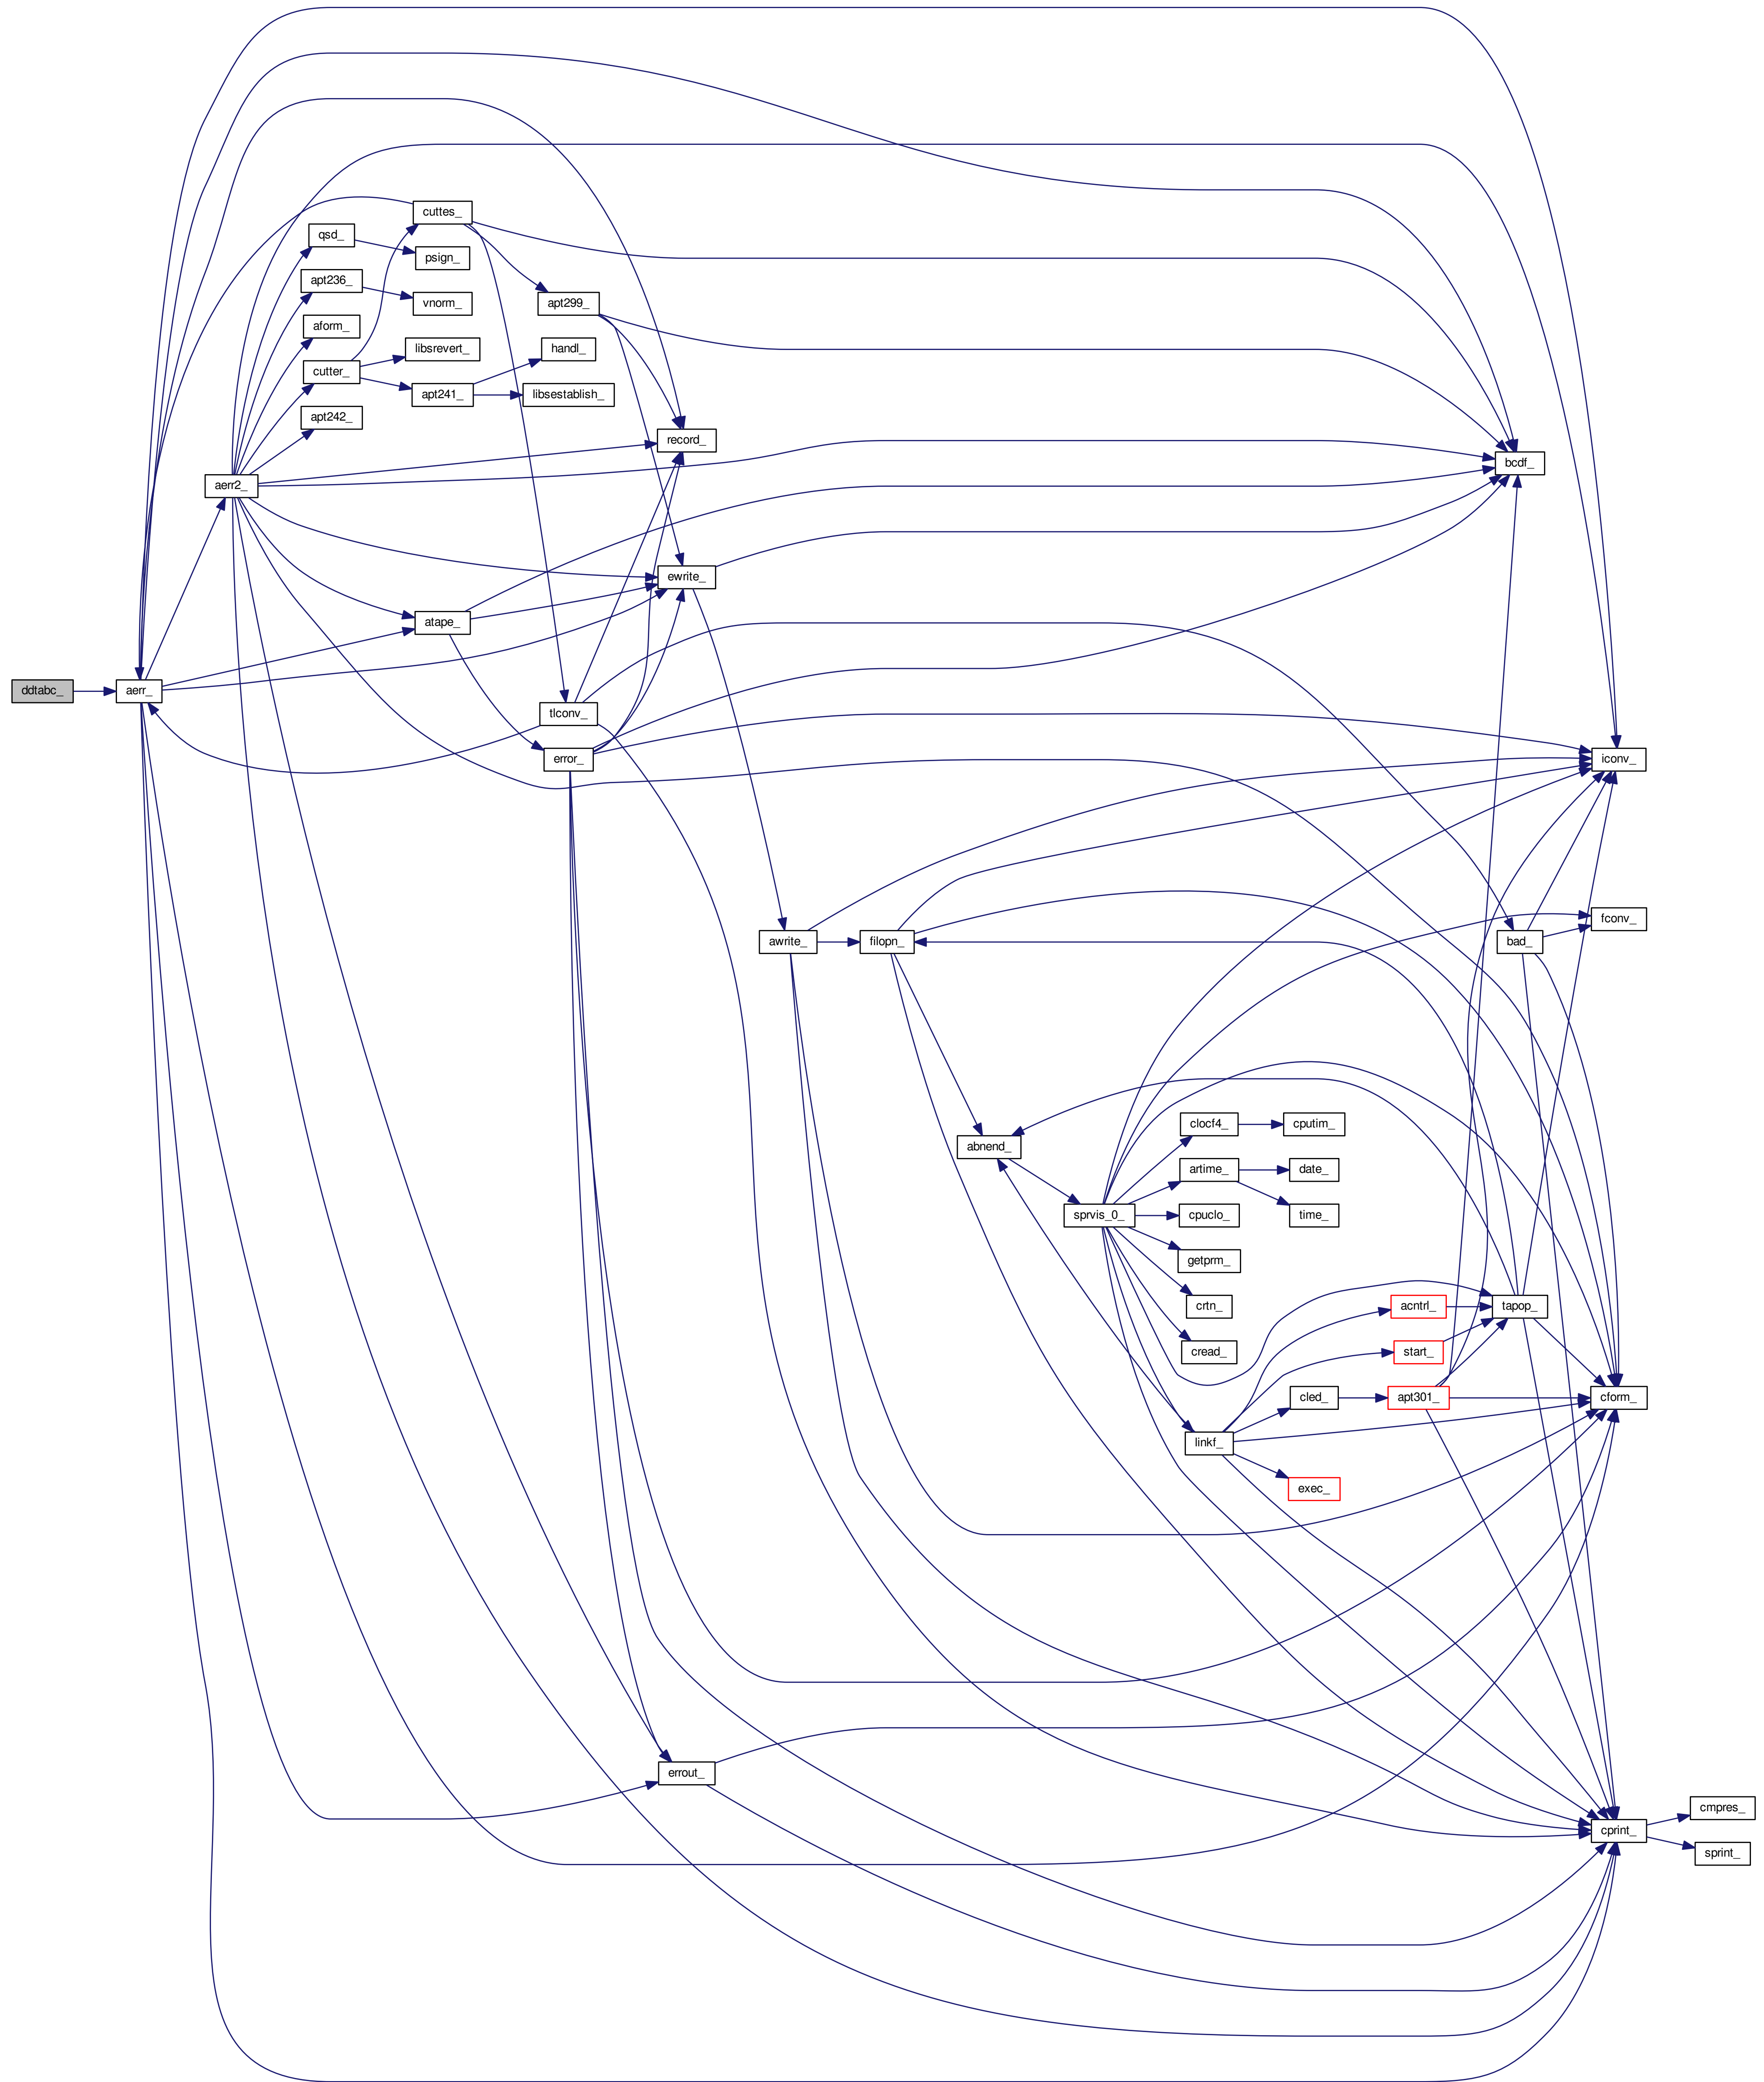 cuttes_
qsd_
psign_
apt236_
vnorm_
apt299_
aform_
libsrevert_
handl_
cutter_
apt241_
libsestablish_
apt242_
record_
bcdf_
aerr2_
ewrite_
atape_
ddtabc_
aerr_
tlconv_
error_
iconv_
fconv_
awrite_
filopn_
bad_
clocf4_
cputim_
abnend_
artime_
date_
sprvis_0_
cpuclo_
time_
getprm_
crtn_
acntrl_
tapop_
cread_
start_
cled_
apt301_
cform_
linkf_
exec_
errout_
cmpres_
cprint_
sprint_